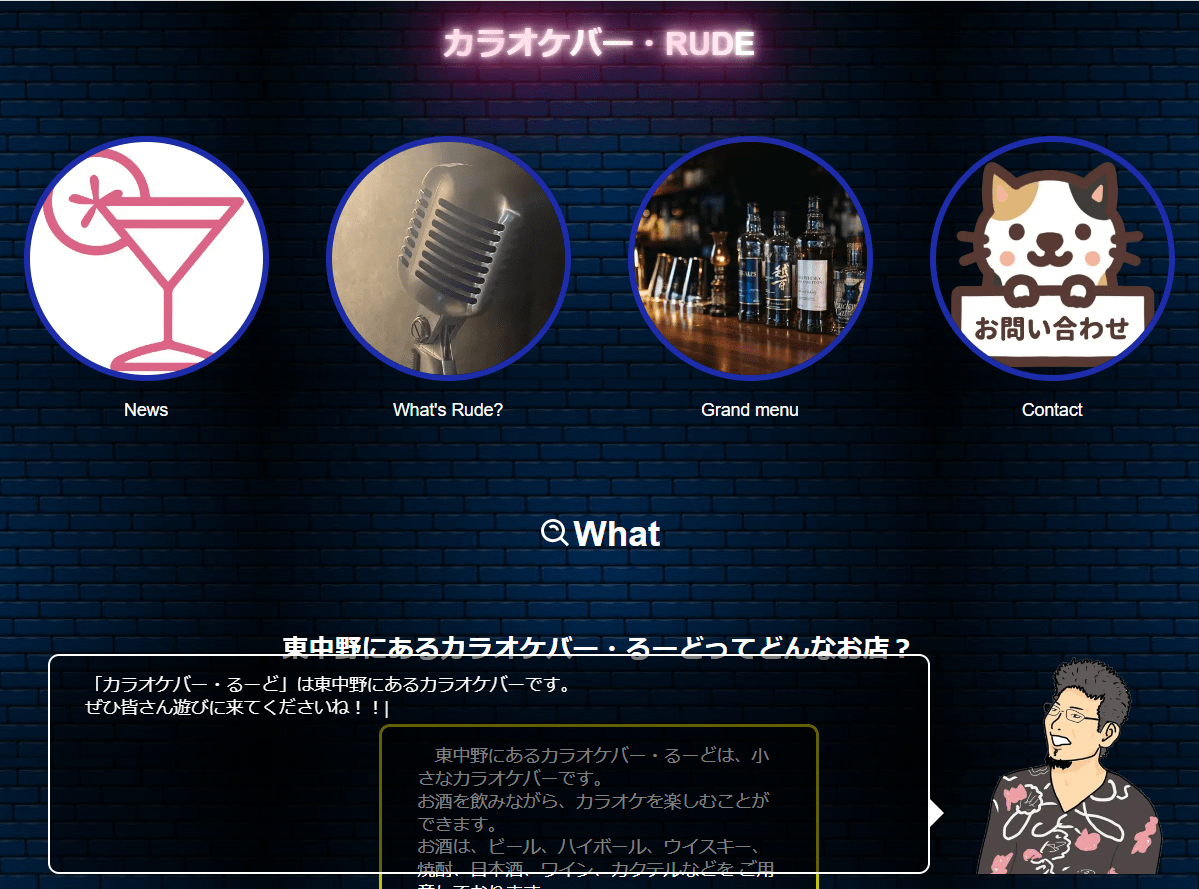 カラオケバー・RUDE
お問い合わせ
News
What's Rude?
Grand menu
Contact
What
東中野にあるカラオケバー・るーどってどんなお店？
「カラオケバー・るーど」は東中野にあるカラオケバーです。
ぜひ皆さん遊びに来てくださいね！！|
東中野にあるカラオケバー・るーどは、小
さなカラオケバーです。
お酒を飲みながら、カラオケを楽しむことが
できます。
お酒は、ビール、ハイボール、ウイスキー、
焼酎、日本酒、ワイン、カクテルなどを ご用
意しております。